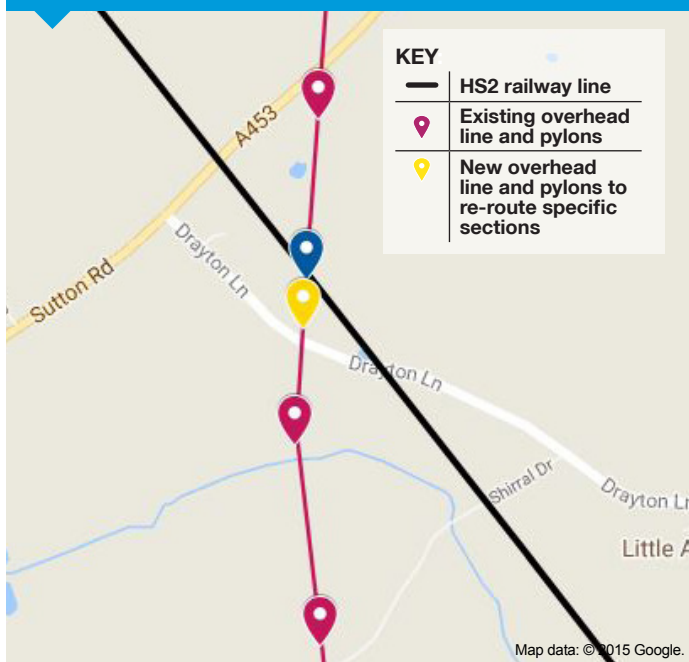 KEY
HS2 railway line
Existing overhead
line and pylons
New overhead
line and pylons to
re-route specific
sections
A453
Drayton Ln
Sutton Rd
Drayton Ln
Shirral Dr
Drayton Ln
Little A
Map data: © 2015 Google.